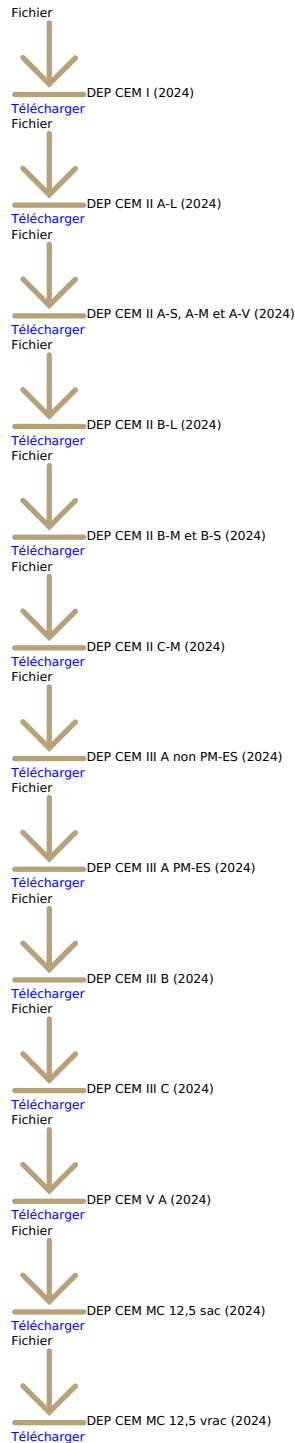 Fichier
DEP CEM I (2024)
Télécharger
Fichier
DEP CEM II A-L (2024)
Télécharger
Fichier
DEP CEM II A-S, A-M et A-V (2024)
Télécharger
Fichier
DEP CEM II B-L (2024)
Télécharger
Fichier
DEP CEM II B-M et B-S (2024)
Télécharger
Fichier
DEP CEM II C-M (2024)
Télécharger
Fichier
DEP CEM III A non PM-ES (2024)
Télécharger
Fichier
DEP CEM III A PM-ES (2024)
Télécharger
Fichier
DEP CEM III B (2024)
Télécharger
Fichier
DEP CEM III C (2024)
Télécharger
Fichier
DEP CEM V A (2024)
Télécharger
Fichier
DEP CEM MC 12,5 sac (2024)
Télécharger
Fichier
DEP CEM MC 12,5 vrac (2024)
Télécharger